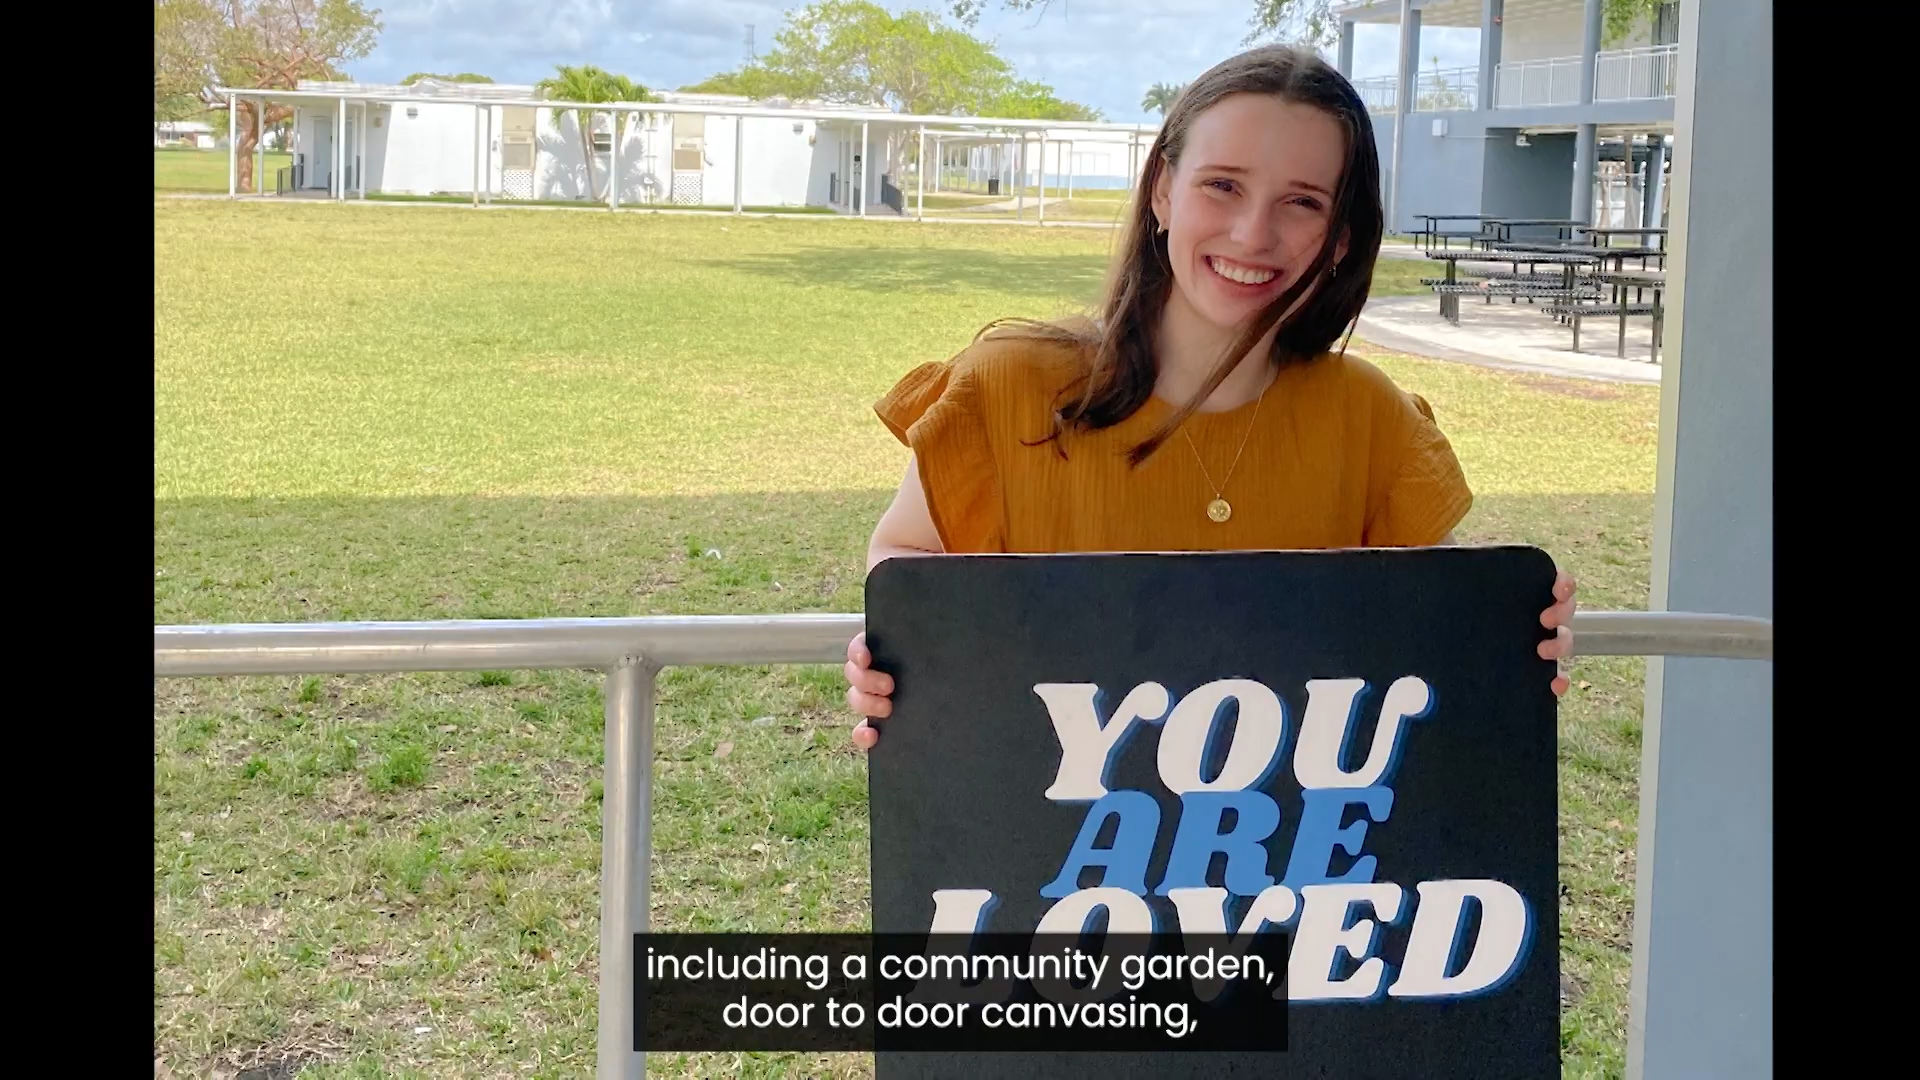 YOU
ARE
LOVED
including a community garden,
door to door canvasing,